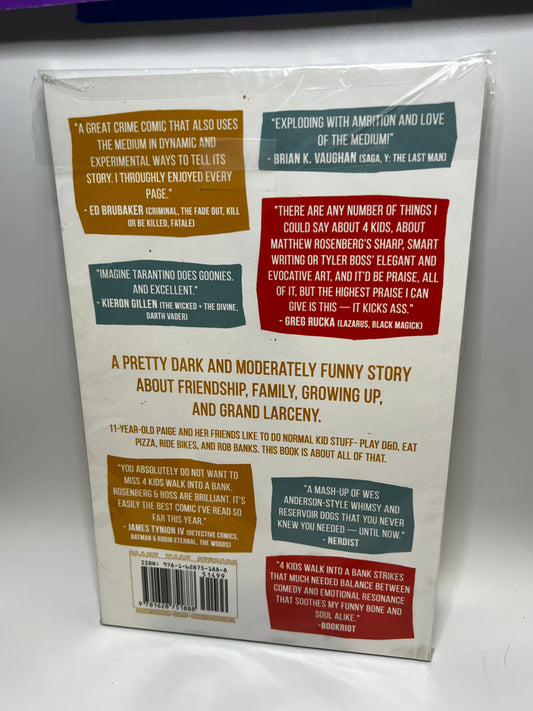 "A GREAT CRIME COMIC THAT ALSO USES
THE MEDIUM IN DYNAMIC AND
EXPERIMENTAL WAYS TO TELL ITS
STORY. I THROUGHLY ENJOYED EVERY
PAGE."
- ED BRUBAKER (CRIMINAL, THE FADE OUT, KILL
OR BE KILLED, FATALE)
"EXPLODING WITH AMBITION AND LOVE
OF THE MEDIUM!"
- BRIAN K. VAUGHAN (SAGA, Y: THE LAST MAN)
"THERE ARE ANY NUMBER OF THINGS I
COULD SAY ABOUT 4 KIDS, ABOUT
MATTHEW ROSENBERG'S SHARP, SMART
WRITING OR TYLER BOSS' ELEGANT AND
EVOCATIVE ART, AND IT'D BE PRAISE, ALL
OF IT, BUT THE HIGHEST PRAISE I CAN
GIVE IS THIS — IT KICKS ASS."
- GREG RUCKA (LAZARUS, BLACK MAGICK)
"IMAGINE TARANTINO DOES GOONIES.
AND EXCELLENT."
- KIERON GILLEN (THE WICKED + THE DIVINE,
DARTH VADER)
A PRETTY DARK AND MODERATELY FUNNY STORY
ABOUT FRIENDSHIP, FAMILY, GROWING UP,
AND GRAND LARCENY.
11-YEAR-OLD PAIGE AND HER FRIENDS LIKE TO DO NORMAL KID STUFF- PLAY D&D, EAT
PIZZA, RIDE BIKES, AND ROB BANKS. THIS BOOK IS ABOUT ALL OF THAT.
"YOU ABSOLUTELY DO NOT WANT TO
MISS 4 KIDS WALK INTO A BANK.
ROSENBERG & BOSS ARE BRILLIANT. IT'S
EASILY THE BEST COMIC I'VE READ SO
FAR THIS YEAR."
- JAMES TYNION IV (DETECTIVE COMICS,
BATMAN & ROBIN ETERNAL, THE WOODS)
"A MASH-UP OF WES
ANDERSON-STYLE WHIMSY AND
RESERVOIR DOGS THAT YOU NEVER
KNEW YOU NEEDED — UNTIL NOW."
- NERDIST
"4 KIDS WALK INTO A BANK STRIKES
THAT MUCH NEEDED BALANCE BETWEEN
COMEDY AND EMOTIONAL RESONANCE
THAT SOOTHES MY FUNNY BONE AND
SOUL ALIKE."
-BOOKRIOT
ISBN: 978-1-62875-188-8
51499
9 781628 751888